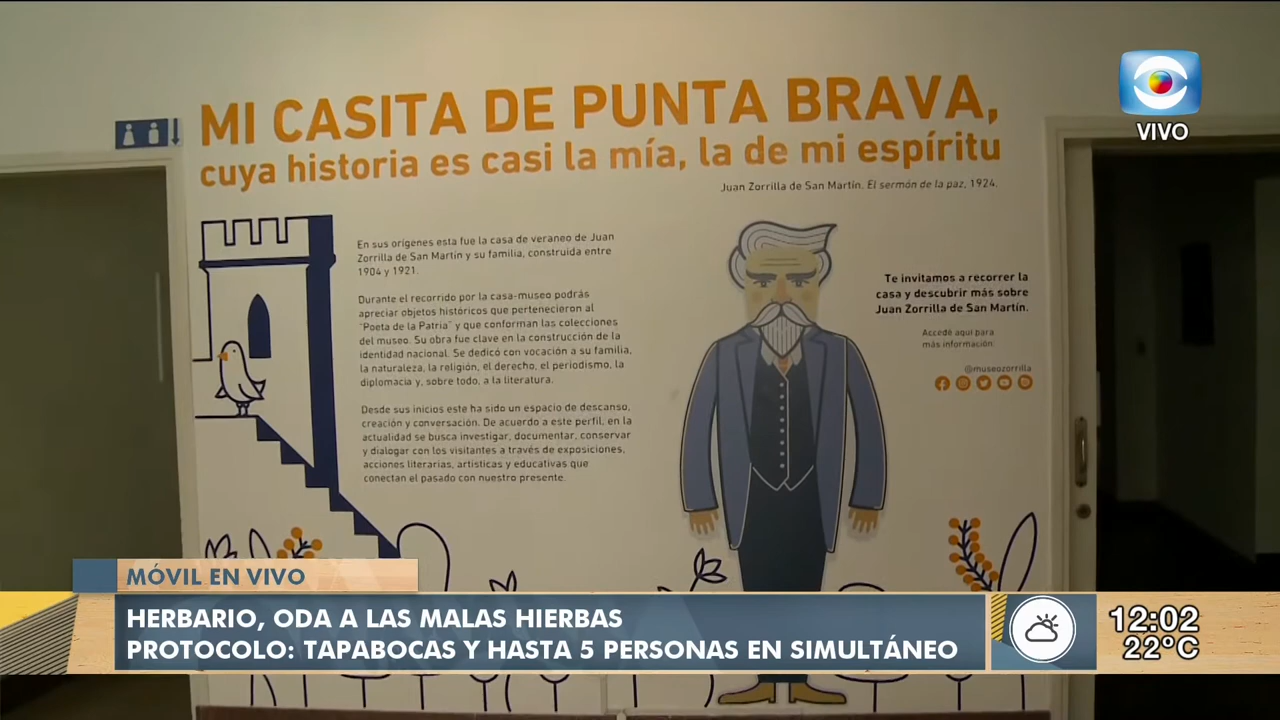 MI CASITA DE PUNTA BRAVA,
cuya historia es casi la mía, la de mi espíritu
Juan Zorrilla de San Martín. El sermón de la paz, 1924.
En sus orígenes esta fue la casa de veraneo de Juan
Zorrilla de San Martín y su familia, construida entre
1904 y 1921.
Durante el recorrido por la casa-museo podrás
apreciar objetos históricos que pertenecieron al
"Poeta de la Patria" y que conforman las colecciones
del museo. Su obra fue clave en la construcción de la
identidad nacional. Se dedicó con vocación a su familia,
la naturaleza, la religión, el derecho, el periodismo, la
diplomacia y, sobre todo, a la literatura.
Desde sus inicios este ha sido un espacio de descanso,
creación y conversación. De acuerdo a este perfil, en la
actualidad se busca investigar, documentar, conservar
y dialogar con los visitantes a través de exposiciones,
acciones literarias, artísticas y educativas que
conectan el pasado con nuestro presente.
Te invitamos a recorrer la
casa y descubrir más sobre
Juan Zorrilla de San Martín.
Accedé aquí para
más información
@museozorrilla
VIVO
MÓVIL EN VIVO
HERBARIO, ODA A LAS MALAS HIERBAS
PROTOCOLO: TAPABOCAS Y HASTA 5 PERSONAS EN SIMULTÁNEO
12:02
22°C